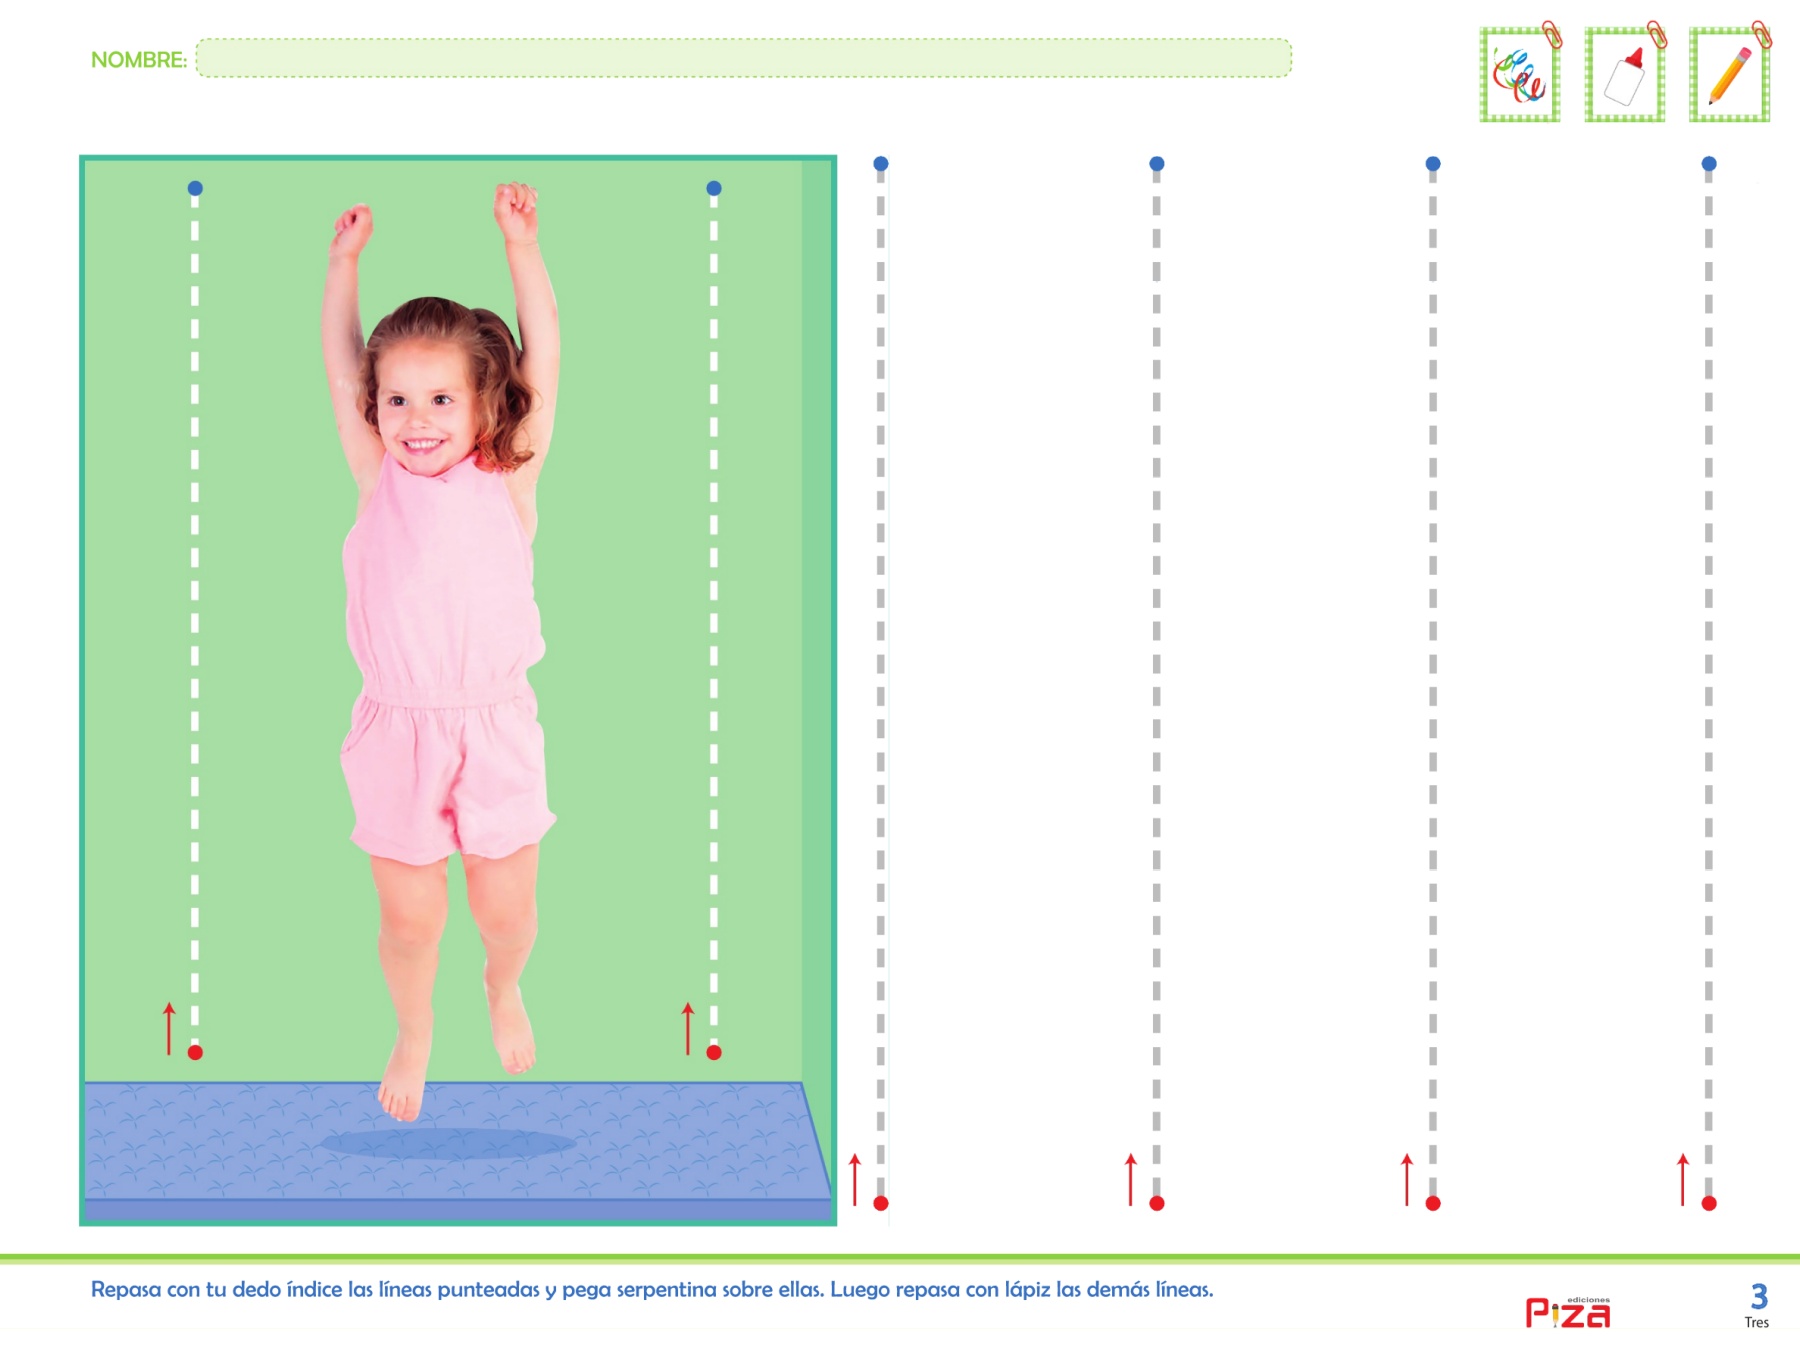 NOMBRE:
Repasa con tu dedo índice las líneas punteadas y pega serpentina sobre ellas. Luego repasa con lápiz las demás líneas.
ediciones
Piza
3
Tres